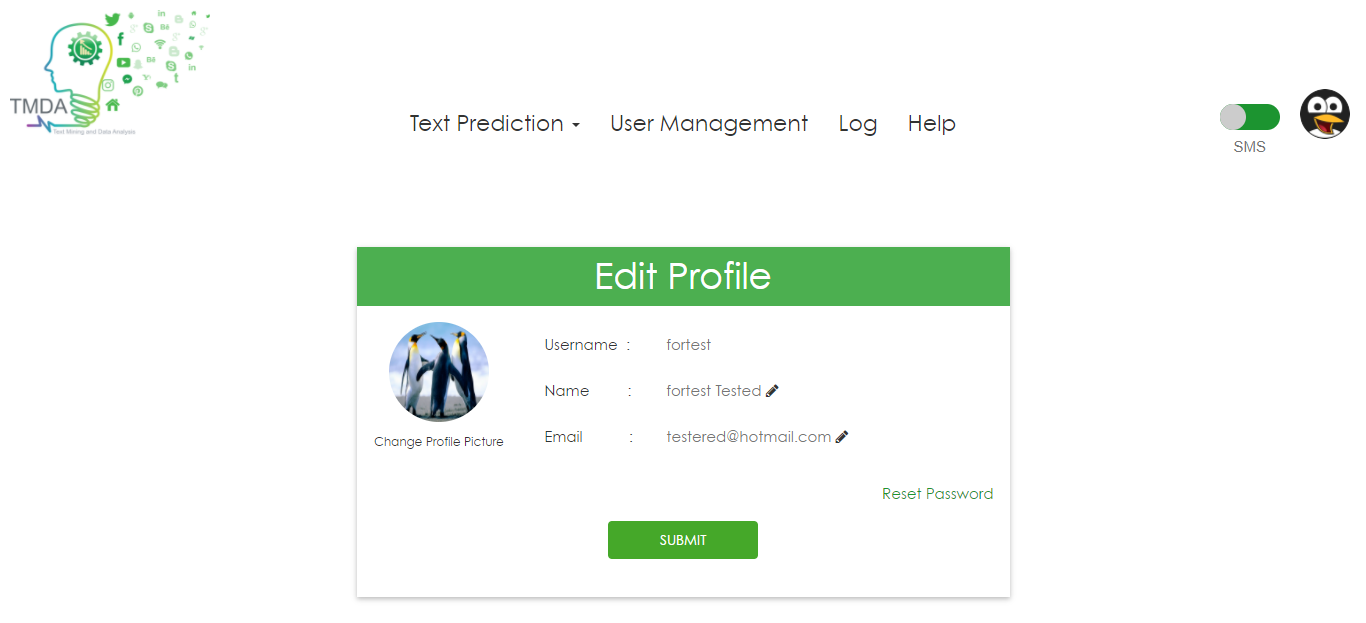 TMDA
Text Mining and Data Analysis
Text Prediction User Management Log Help
SMS
Edit Profile
Username : fortest
Name : fortest Tested
Email : testered@hotmail.com
Change Profile Picture
Reset Password
SUBMIT